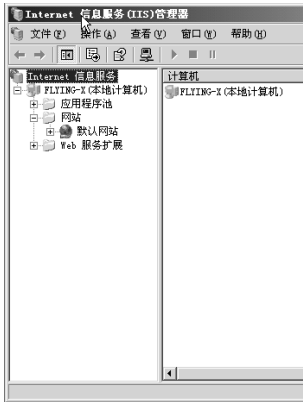 Internet 信息服务(IIS)管理器
文件(F) 操作(A) 查看(V) 窗口(W) 帮助(H)
Internet 信息服务
FLYING-X(本地计算机)
应用程序池
网站
默认网站
Web 服务扩展
计算机
FLYING-X(本地计算机)